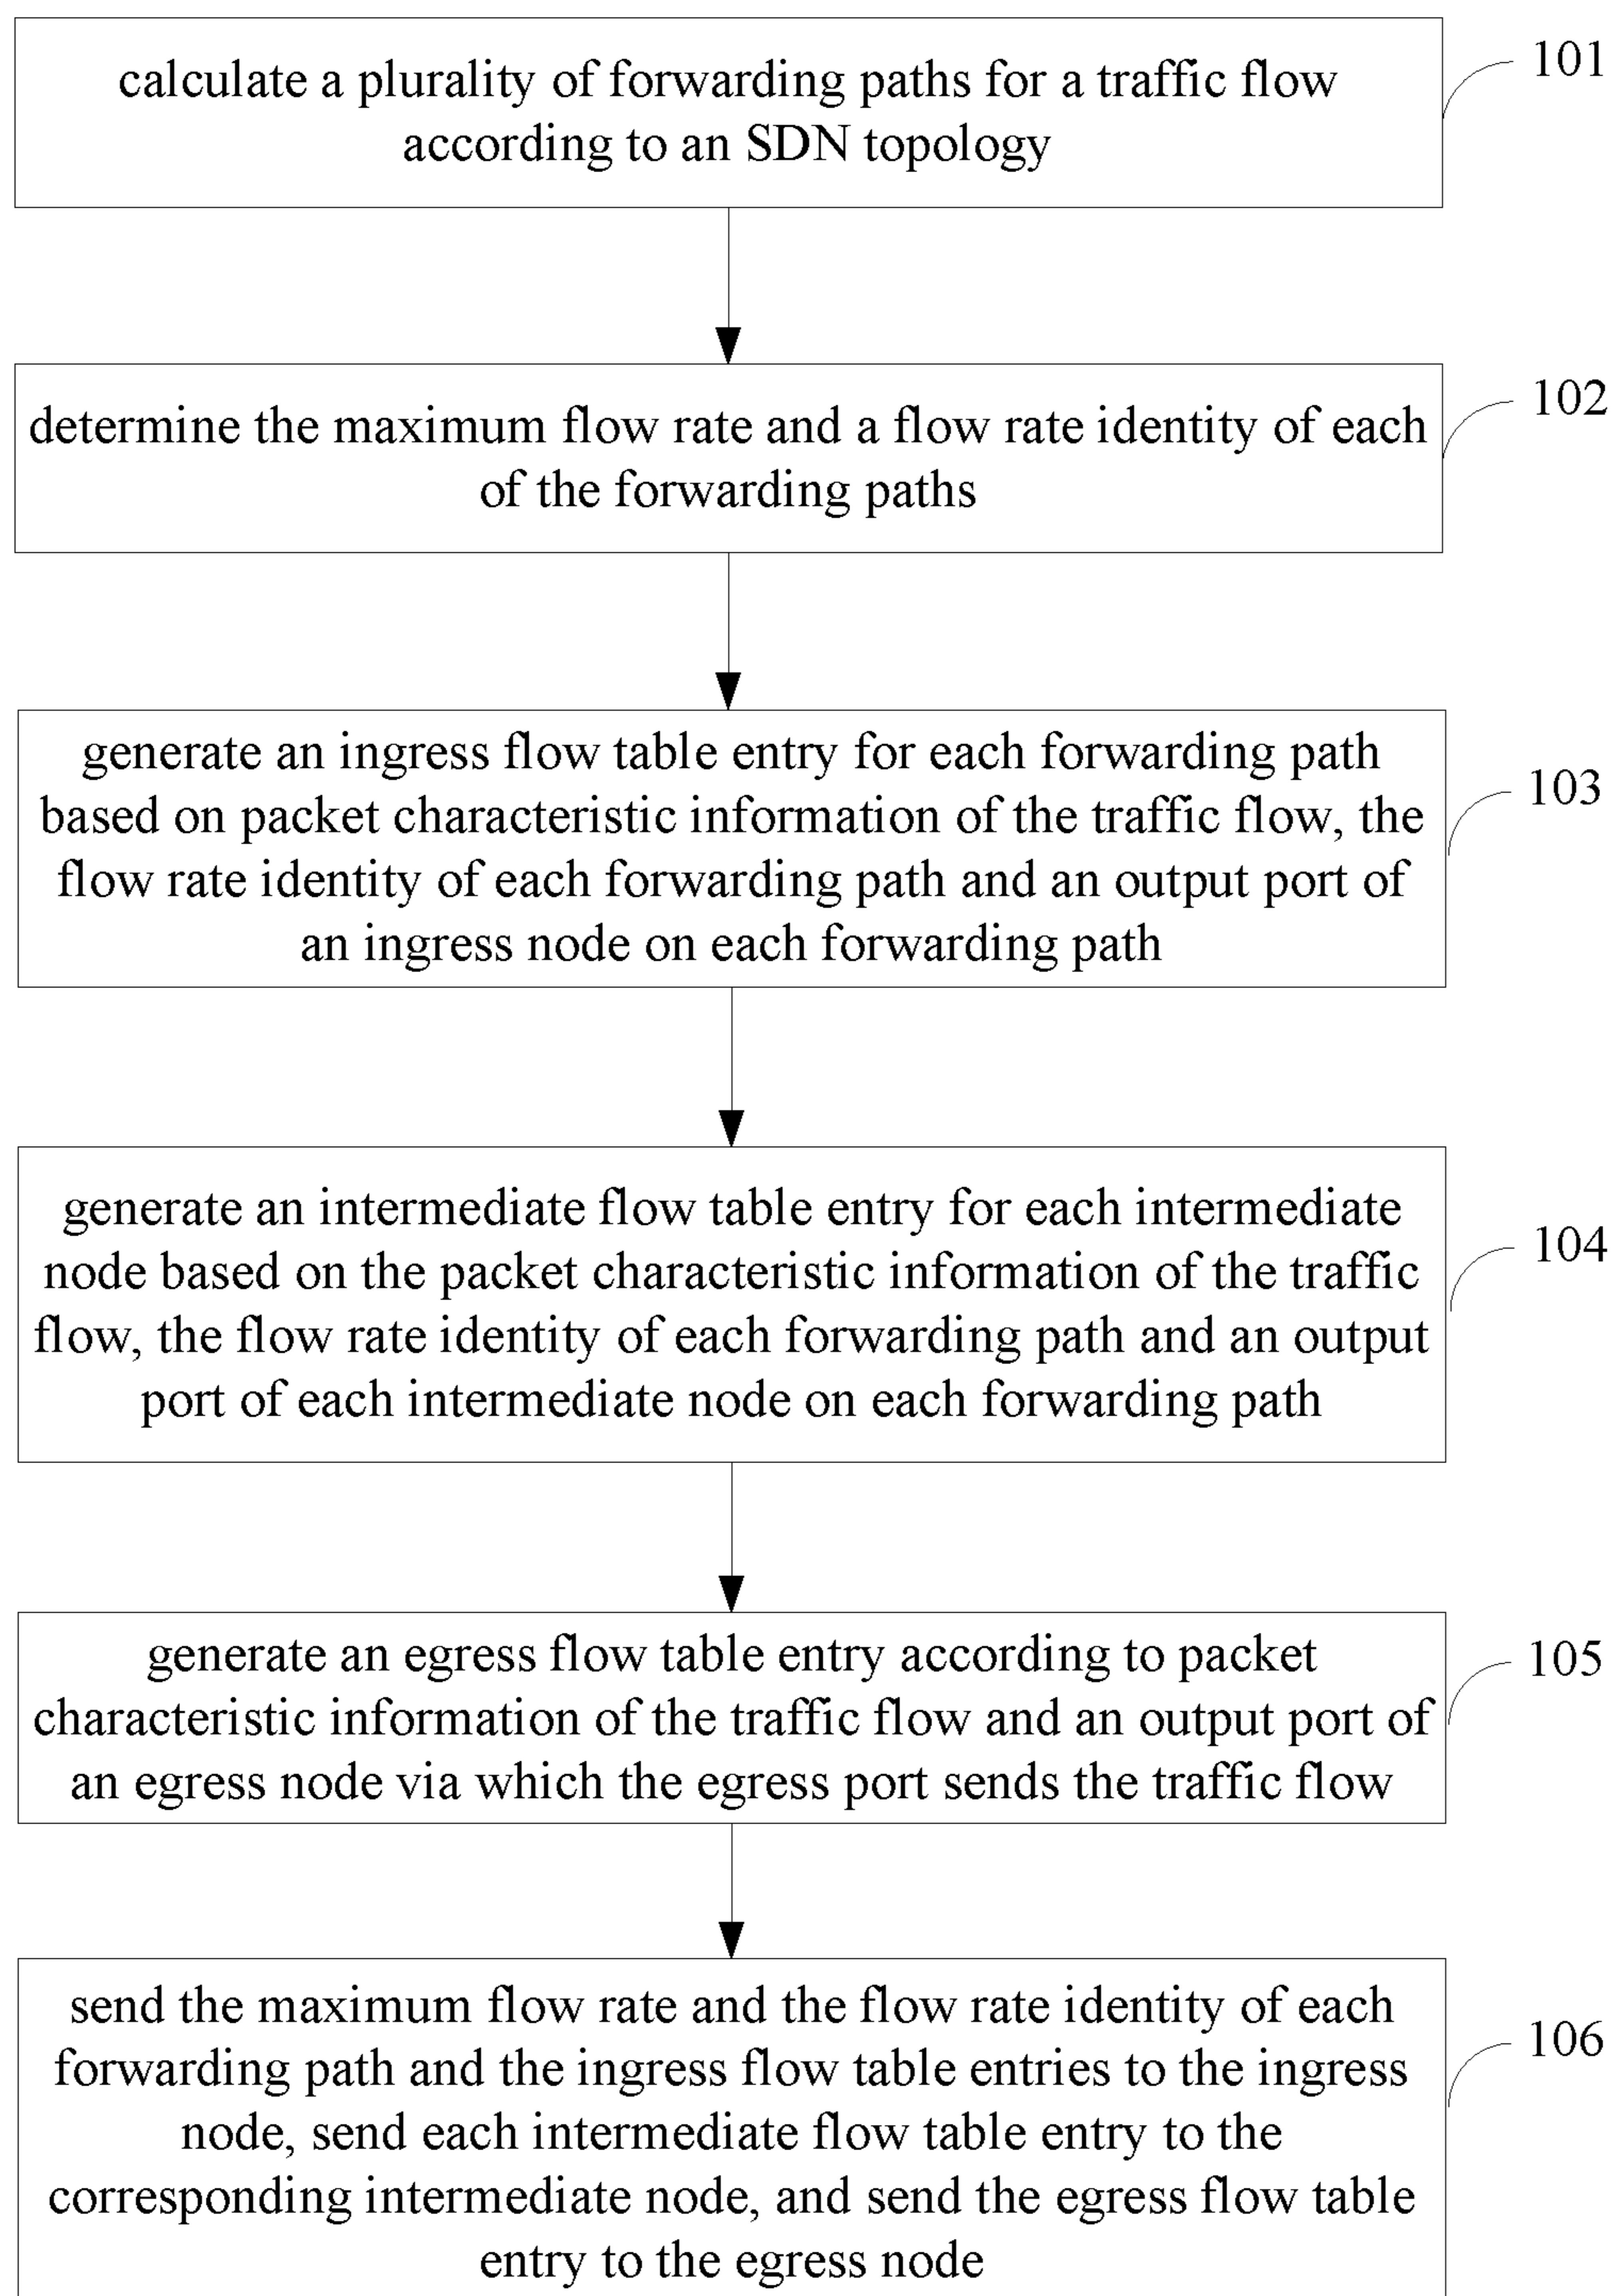 calculate a plurality of forwarding paths for a traffic flow
according to an SDN topology
101
determine the maximum flow rate and a flow rate identity of each
of the forwarding paths
102
generate an ingress flow table entry for each forwarding path
based on packet characteristic information of the traffic flow, the
flow rate identity of each forwarding path and an output port of
an ingress node on each forwarding path
103
generate an intermediate flow table entry for each intermediate
node based on the packet characteristic information of the traffic
flow, the flow rate identity of each forwarding path and an output
port of each intermediate node on each forwarding path
104
generate an egress flow table entry according to packet
characteristic information of the traffic flow and an output port of
an egress node via which the egress port sends the traffic flow
105
send the maximum flow rate and the flow rate identity of each
forwarding path and the ingress flow table entries to the ingress
node, send each intermediate flow table entry to the
corresponding intermediate node, and send the egress flow table
entry to the egress node
106